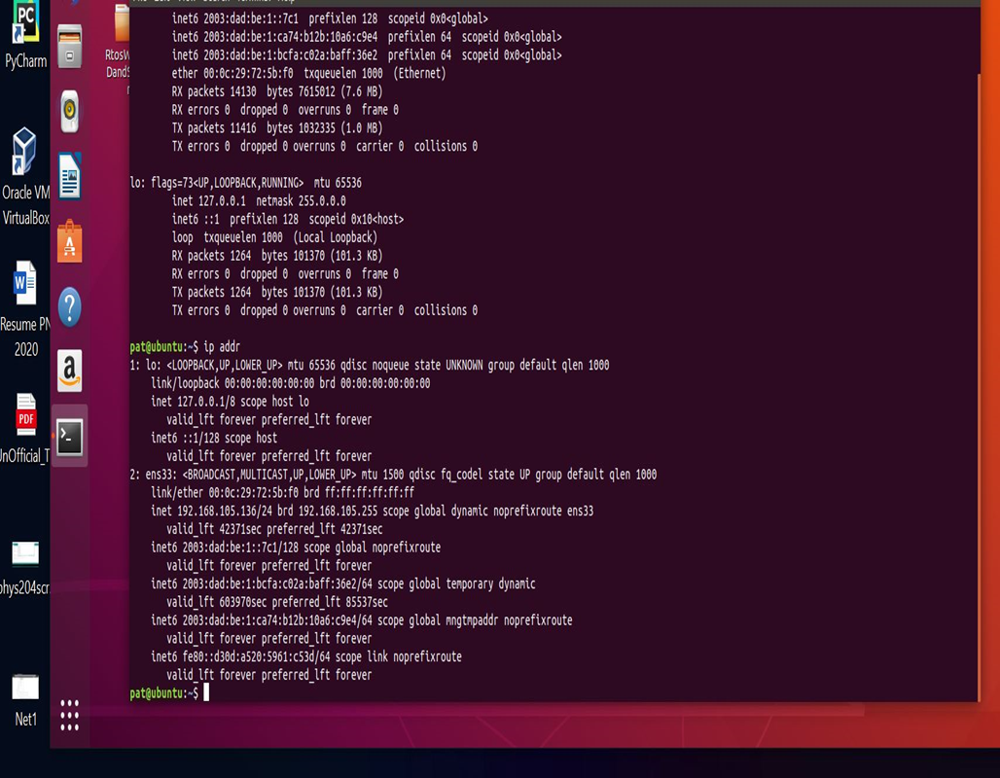 PyCharm
Oracle VM
VirtualBox
Resume PN
2020
PDF
UnOfficial_T
phys204scr
Net1
RtosW
DandS
inet6 2003:dad:be:1::7c1 prefixlen 128 scopeid 0x0<global>
inet6 2003:dad:be:1:ca74:b12b:10a6:c9e4 prefixlen 64 scopeid 0x0<global>
inet6 2003:dad:be:1:bcfa:c02a:baff:36e2 prefixlen 64 scopeid 0x0<global>
ether 00:0c:29:72:5b:f0 txqueuelen 1000 (Ethernet)
RX packets 14130 bytes 7615012 (7.6 MB)
RX errors 0 dropped 0 overruns 0 frame 0
TX packets 11416 bytes 1032335 (1.0 MB)
TX errors 0 dropped 0 overruns 0 carrier 0 collisions 0
lo: flags=73<UP,LOOPBACK,RUNNING> mtu 65536
inet 127.0.0.1 netmask 255.0.0.0
inet6 ::1 prefixlen 128 scopeid 0x10<host>
loop txqueuelen 1000 (Local Loopback)
RX packets 1264 bytes 101370 (101.3 KB)
RX errors 0 dropped 0 overruns 0 frame 0
TX packets 1264 bytes 101370 (101.3 KB)
TX errors 0 dropped 0 overruns 0 carrier 0 collisions 0
pat@ubuntu:~$ ip addr
1: lo: <LOOPBACK,UP,LOWER_UP> mtu 65536 qdisc noqueue state UNKNOWN group default qlen 1000
link/loopback 00:00:00:00:00:00 brd 00:00:00:00:00:00
inet 127.0.0.1/8 scope host lo
valid_lft forever preferred_lft forever
inet6 ::1/128 scope host
valid_lft forever preferred_lft forever
2: ens33: <BROADCAST,MULTICAST,UP,LOWER_UP> mtu 1500 qdisc fq_codel state UP group default qlen 1000
link/ether 00:0c:29:72:5b:f0 brd ff:ff:ff:ff:ff:ff
inet 192.168.105.136/24 brd 192.168.105.255 scope global dynamic noprefixroute ens33
valid_lft 42371sec preferred_lft 42371sec
inet6 2003:dad:be:1::7c1/128 scope global noprefixroute
valid_lft forever preferred_lft forever
inet6 2003:dad:be:1:bcfa:c02a:baff:36e2/64 scope global temporary dynamic
valid_lft 603970sec preferred_lft 85537sec
inet6 2003:dad:be:1:ca74:b12b:10a6:c9e4/64 scope global mngtmpaddr noprefixroute
valid_lft forever preferred_lft forever
inet6 fe80::d30d:a520:5961:c53d/64 scope link noprefixroute
valid_lft forever preferred_lft forever
pat@ubuntu:~$